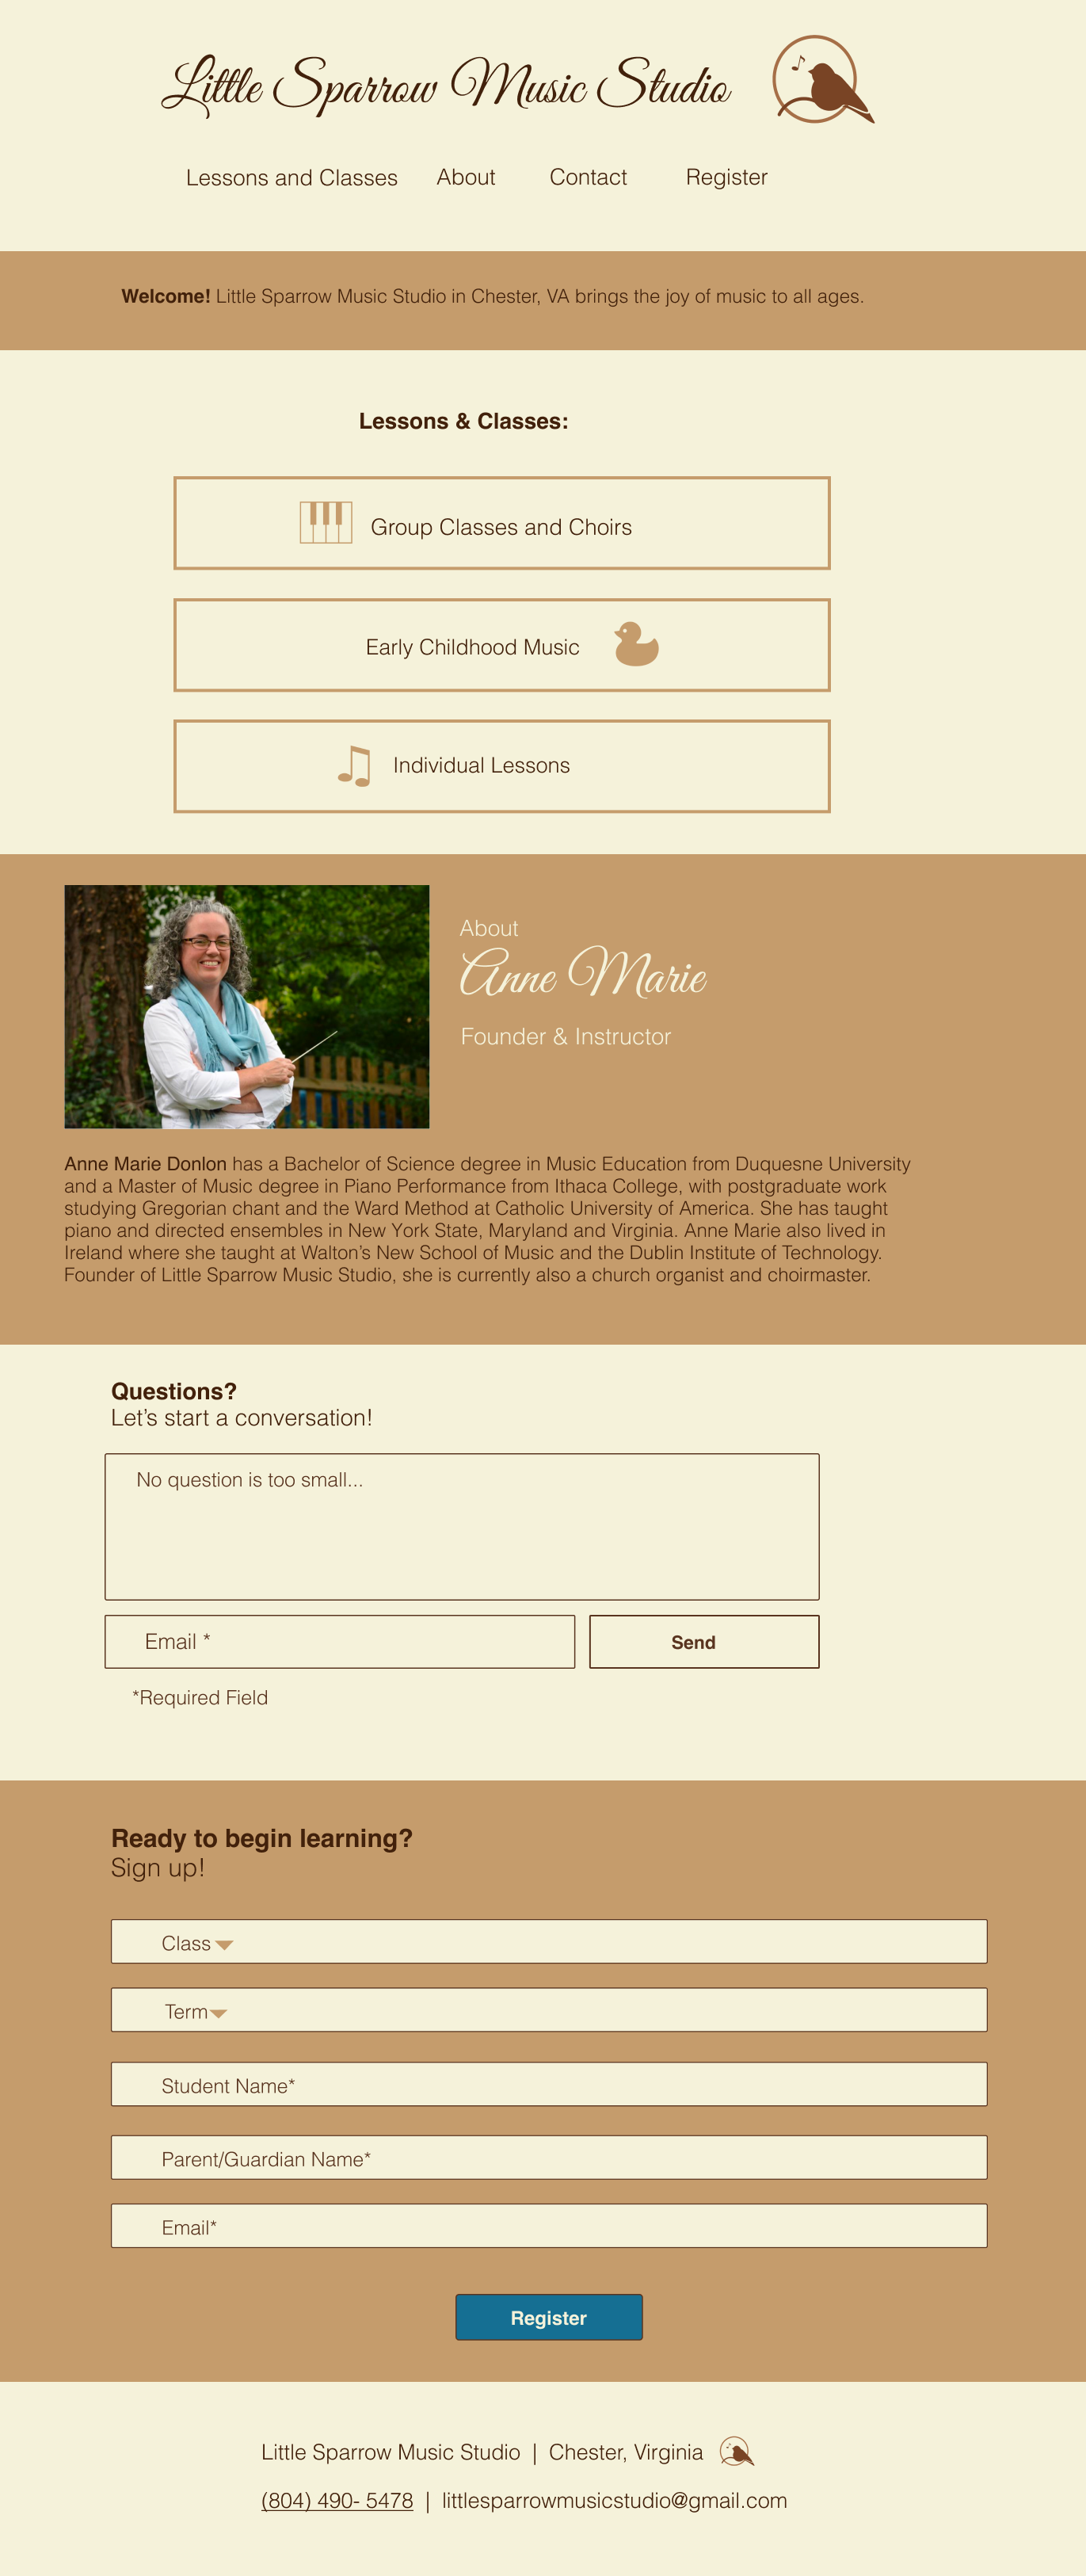 Little Sparrow Music Studio
Lessons and Classes About Contact Register
Welcome! Little Sparrow Music Studio in Chester, VA brings the joy of music to all ages.
Lessons & Classes:
Group Classes and Choirs
Early Childhood Music
Individual Lessons
About
Anne Marie
Founder & Instructor
Anne Marie Donlon has a Bachelor of Science degree in Music Education from Duquesne University
and a Master of Music degree in Piano Performance from Ithaca College, with postgraduate work
studying Gregorian chant and the Ward Method at Catholic University of America. She has taught
piano and directed ensembles in New York State, Maryland and Virginia. Anne Marie also lived in
Ireland where she taught at Walton’s New School of Music and the Dublin Institute of Technology.
Founder of Little Sparrow Music Studio, she is currently also a church organist and choirmaster.
Questions?
Let’s start a conversation!
No question is too small...
Email *
Send
*Required Field
Ready to begin learning?
Sign up!
Class
Term
Student Name*
Parent/Guardian Name*
Email*
Register
Little Sparrow Music Studio | Chester, Virginia
(804) 490- 5478 | littlesparrowmusicstudio@gmail.com